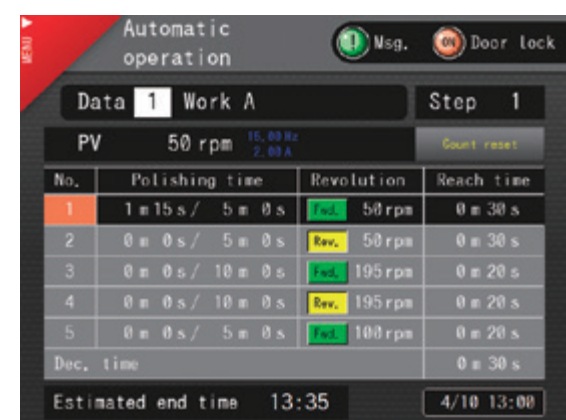 MENU
Automatic
operation
Msg.
ON Door lock
Data 1 Work A
Step 1
PV 50 rpm 15.00 Hz
2.00 A
Count reset
No. Polishing time Revolution Reach time
1 1 m 15 s / 5 m 0 s Fwd. 50 rpm 0 m 30 s
2 0 m 0 s / 5 m 0 s Rev. 50 rpm 0 m 30 s
3 0 m 0 s / 10 m 0 s Fwd. 195 rpm 0 m 20 s
4 0 m 0 s / 10 m 0 s Rev. 195 rpm 0 m 20 s
5 0 m 0 s / 5 m 0 s Fwd. 100 rpm 0 m 20 s
Dec. time 0 m 30 s
Estimated end time 13:35
4/10 13:00